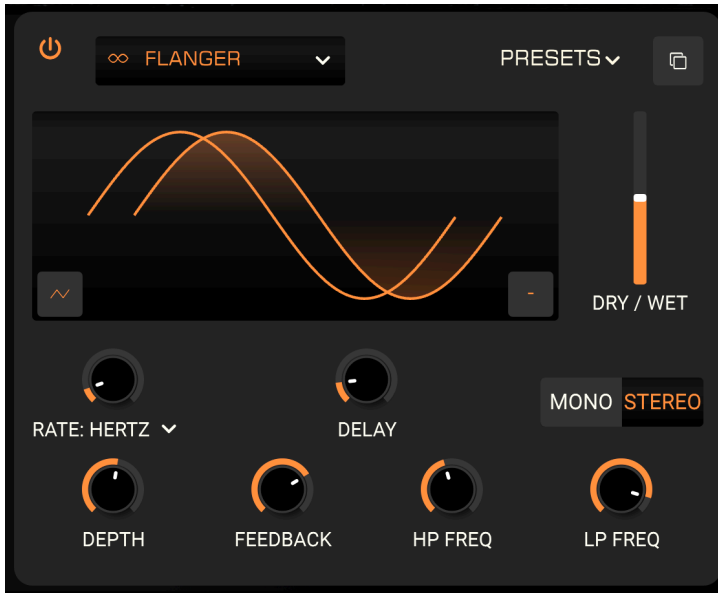 FLANGER
PRESETS
-
DRY / WET
RATE: HERTZ
DELAY
MONO STEREO
DEPTH
FEEDBACK
HP FREQ
LP FREQ